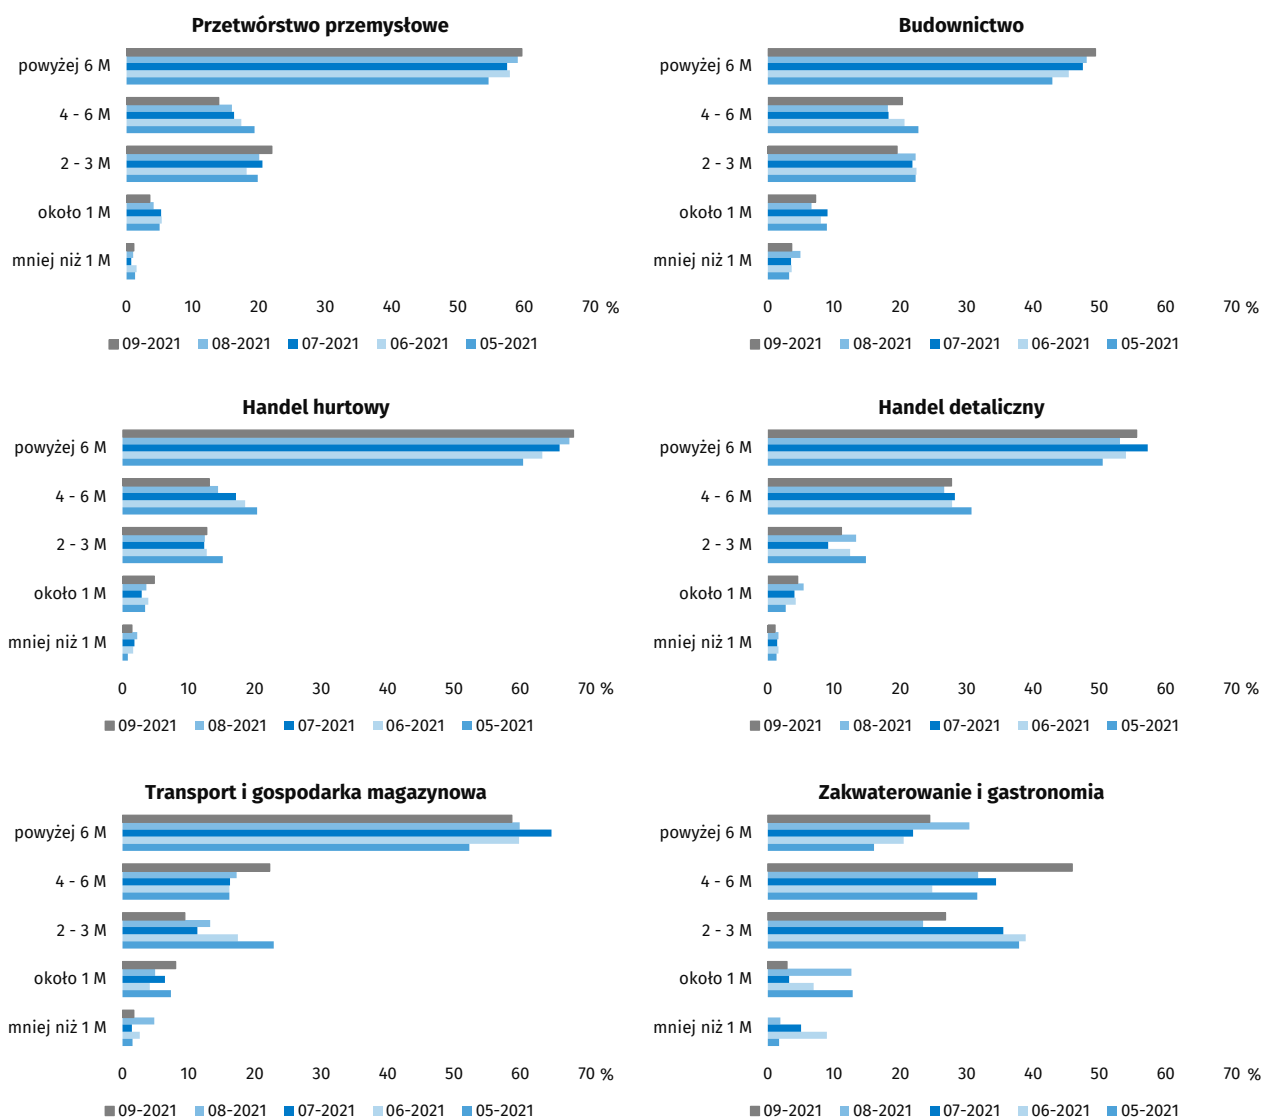 Przetwórstwo przemysłowe
powyżej 6 M
4 - 6 M
2 - 3 M
około 1 M
mniej niż 1 M
0 10 20 30 40 50 60 70 %
09-2021 08-2021 07-2021 06-2021 05-2021
Budownictwo
powyżej 6 M
4 - 6 M
2 - 3 M
około 1 M
mniej niż 1 M
0 10 20 30 40 50 60 70 %
09-2021 08-2021 07-2021 06-2021 05-2021
Handel hurtowy
powyżej 6 M
4 - 6 M
2 - 3 M
około 1 M
mniej niż 1 M
0 10 20 30 40 50 60 70 %
09-2021 08-2021 07-2021 06-2021 05-2021
Handel detaliczny
powyżej 6 M
4 - 6 M
2 - 3 M
około 1 M
mniej niż 1 M
0 10 20 30 40 50 60 70 %
09-2021 08-2021 07-2021 06-2021 05-2021
Transport i gospodarka magazynowa
powyżej 6 M
4 - 6 M
2 - 3 M
około 1 M
mniej niż 1 M
0 10 20 30 40 50 60 70 %
09-2021 08-2021 07-2021 06-2021 05-2021
Zakwaterowanie i gastronomia
powyżej 6 M
4 - 6 M
2 - 3 M
około 1 M
mniej niż 1 M
0 10 20 30 40 50 60 70 %
09-2021 08-2021 07-2021 06-2021 05-2021